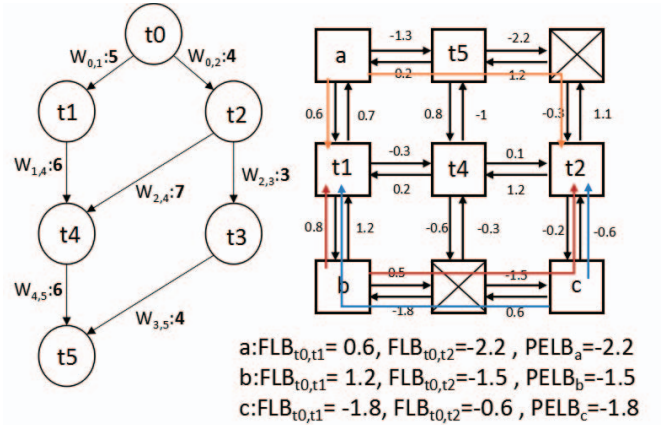 t0
W0,1:5
W0,2:4
t1
t2
W1,4:6
W2,4:7
W2,3:3
t4
t3
W4,5:6
W3,5:4
t5
a
-1.3
t5
-2.2
0.2
1.2
0.6
0.7
0.8
-1
-0.3
1.1
t1
-0.3
t4
0.1
t2
0.2
1.2
0.8
1.2
-0.6
-0.3
-0.2
-0.6
b
0.5
-1.5
c
-1.8
0.6
a:FLBt0,t1= 0.6, FLBt0,t2=-2.2 , PELBa=-2.2
b:FLBt0,t1= 1.2, FLBt0,t2=-1.5 , PELBb=-1.5
c:FLBt0,t1= -1.8, FLBt0,t2=-0.6 , PELBc=-1.8